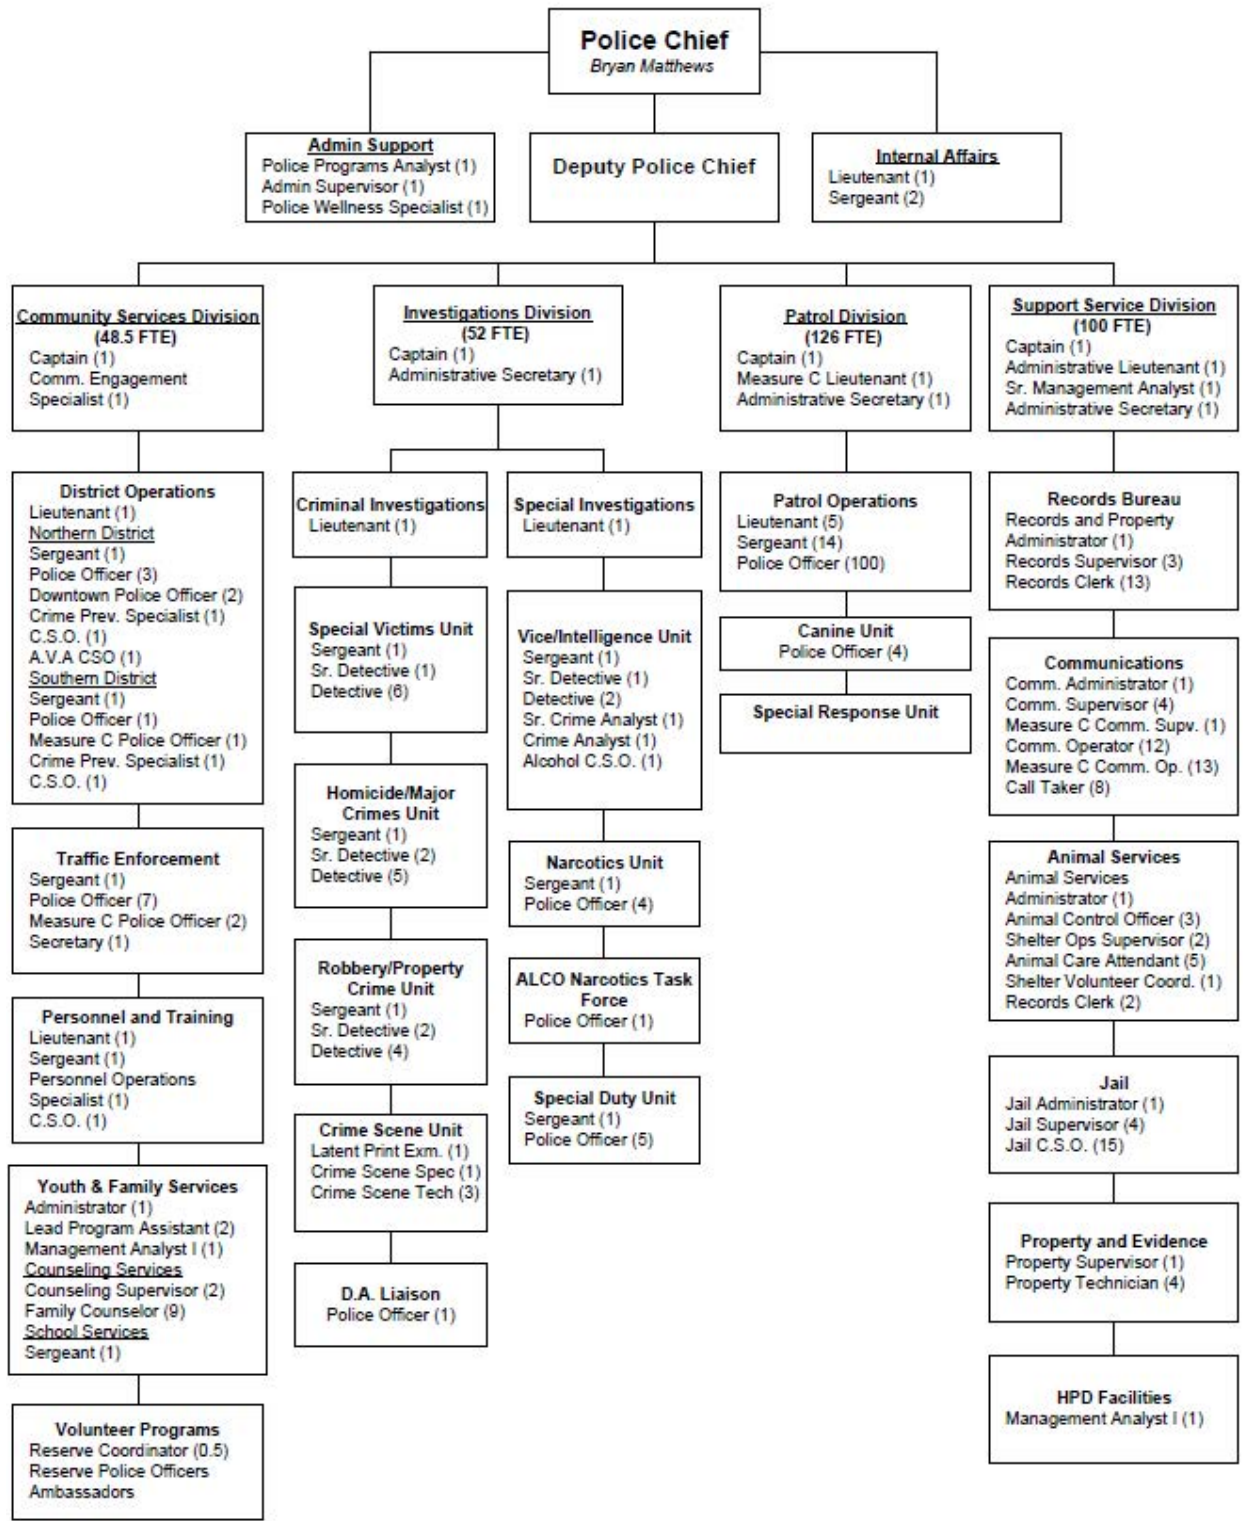 Police Chief
Bryan Matthews
Admin Support
Police Programs Analyst (1)
Admin Supervisor (1)
Police Wellness Specialist (1)
Deputy Police Chief
Internal Affairs
Lieutenant (1)
Sergeant (2)
Community Services Division
(48.5 FTE)
Captain (1)
Comm. Engagement
Specialist (1)
Investigations Division
(52 FTE)
Captain (1)
Administrative Secretary (1)
Patrol Division
(126 FTE)
Captain (1)
Measure C Lieutenant (1)
Administrative Secretary (1)
Support Service Division
(100 FTE)
Captain (1)
Administrative Lieutenant (1)
Sr. Management Analyst (1)
Administrative Secretary (1)
District Operations
Lieutenant (1)
Northern District
Sergeant (1)
Police Officer (3)
Downtown Police Officer (2)
Crime Prev. Specialist (1)
C.S.O. (1)
A.V.A CSO (1)
Southern District
Sergeant (1)
Police Officer (1)
Measure C Police Officer (1)
Crime Prev. Specialist (1)
C.S.O. (1)
Traffic Enforcement
Sergeant (1)
Police Officer (7)
Measure C Police Officer (2)
Secretary (1)
Personnel and Training
Lieutenant (1)
Sergeant (1)
Personnel Operations
Specialist (1)
C.S.O. (1)
Youth & Family Services
Administrator (1)
Lead Program Assistant (2)
Management Analyst I (1)
Counseling Services
Counseling Supervisor (2)
Family Counselor (9)
School Services
Sergeant (1)
Volunteer Programs
Reserve Coordinator (0.5)
Reserve Police Officers
Ambassadors
Criminal Investigations
Lieutenant (1)
Special Victims Unit
Sergeant (1)
Sr. Detective (1)
Detective (6)
Homicide/Major
Crimes Unit
Sergeant (1)
Sr. Detective (2)
Detective (5)
Robbery/Property
Crime Unit
Sergeant (1)
Sr. Detective (2)
Detective (4)
Crime Scene Unit
Latent Print Exm. (1)
Crime Scene Spec (1)
Crime Scene Tech (3)
D.A. Liaison
Police Officer (1)
Special Investigations
Lieutenant (1)
Vice/Intelligence Unit
Sergeant (1)
Sr. Detective (1)
Detective (2)
Sr. Crime Analyst (1)
Crime Analyst (1)
Alcohol C.S.O. (1)
Narcotics Unit
Sergeant (1)
Police Officer (4)
ALCO Narcotics Task
Force
Police Officer (1)
Special Duty Unit
Sergeant (1)
Police Officer (5)
Patrol Operations
Lieutenant (5)
Sergeant (14)
Police Officer (100)
Canine Unit
Police Officer (4)
Special Response Unit
Records Bureau
Records and Property
Administrator (1)
Records Supervisor (3)
Records Clerk (13)
Communications
Comm. Administrator (1)
Comm. Supervisor (4)
Measure C Comm. Supv. (1)
Comm. Operator (12)
Measure C Comm. Op. (13)
Call Taker (8)
Animal Services
Animal Services
Administrator (1)
Animal Control Officer (3)
Shelter Ops Supervisor (2)
Animal Care Attendant (5)
Shelter Volunteer Coord. (1)
Records Clerk (2)
Jail
Jail Administrator (1)
Jail Supervisor (4)
Jail C.S.O. (15)
Property and Evidence
Property Supervisor (1)
Property Technician (4)
HPD Facilities
Management Analyst I (1)